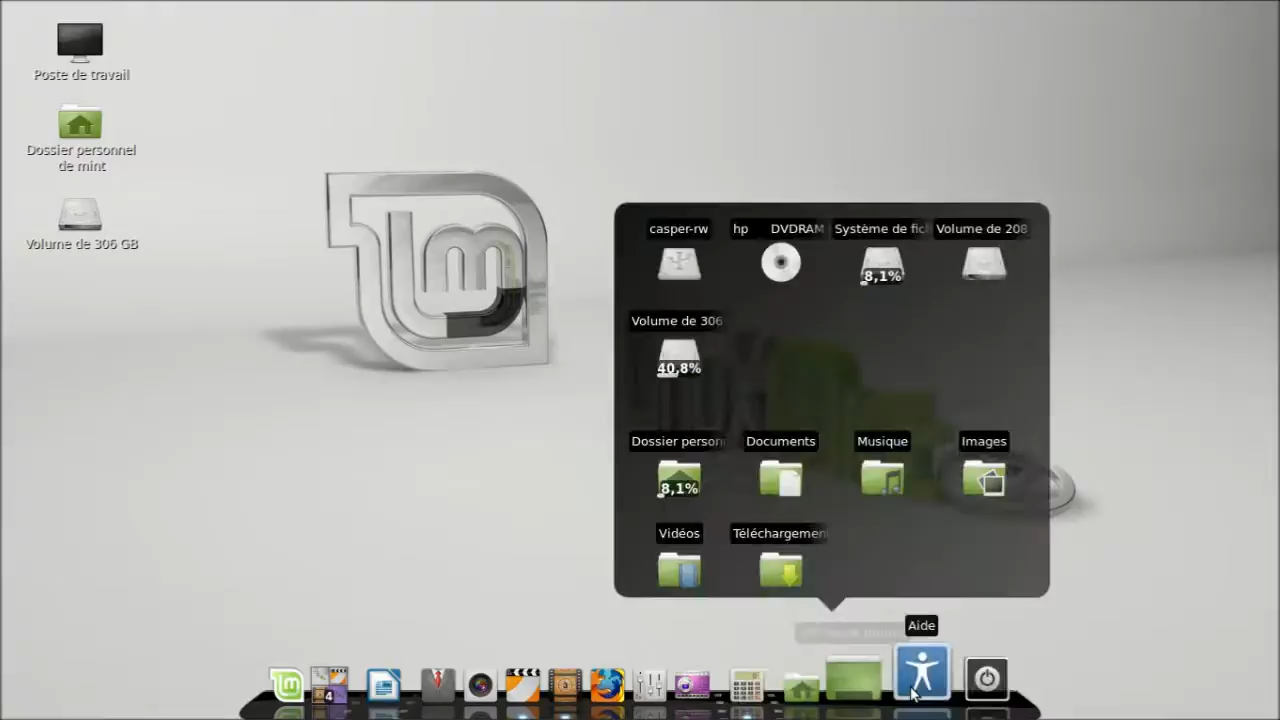 Poste de travail
Dossier personnel
de mint
Volume de 306 GB
lm
casper-rw
hp DVDRAM
Système de fic
Volume de 208
8,1%
Volume de 306
40,8%
Dossier person
Documents
Musique
Images
8,1%
Vidéos
Téléchargemen
Aide
4